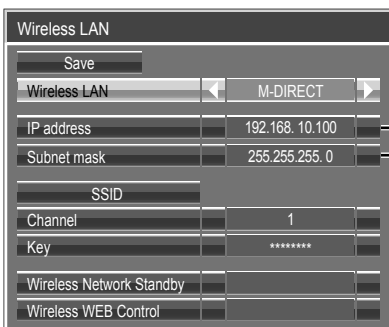 Wireless LAN
Save
Wireless LAN M-DIRECT
IP address 192.168. 10.100
Subnet mask 255.255.255. 0
SSID
Channel 1
Key ********
Wireless Network Standby
Wireless WEB Control